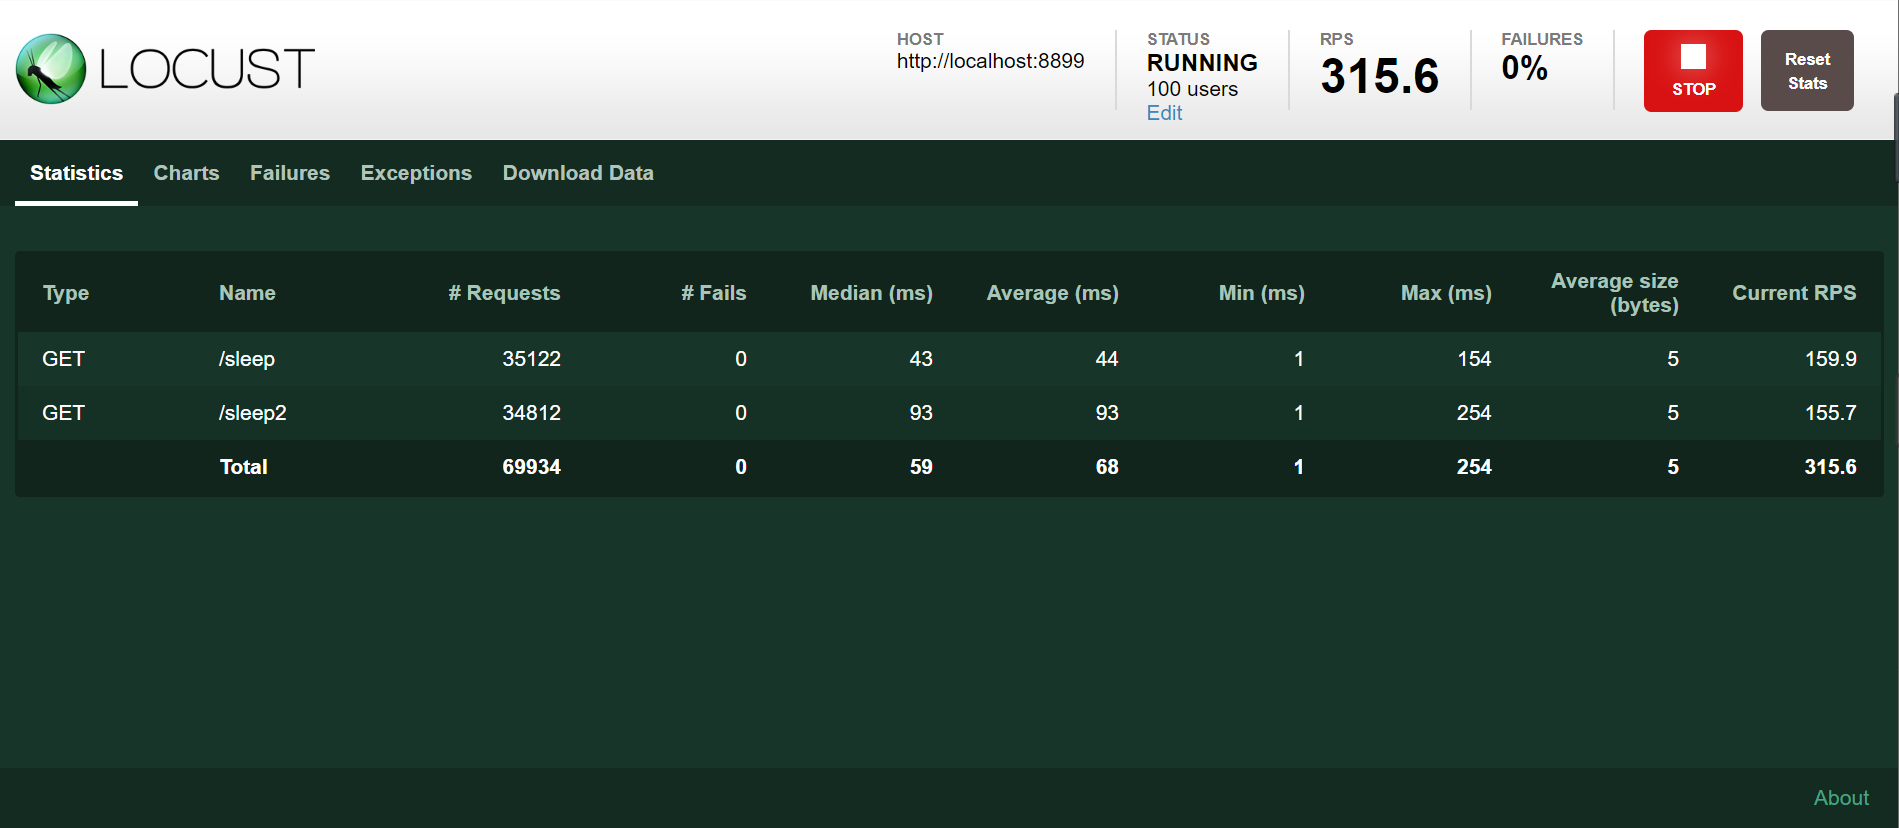 LOCUST
HOST
http://localhost:8899
STATUS
RUNNING
100 users
Edit
RPS
315.6
FAILURES
0%
STOP
Reset
Stats
Statistics Charts Failures Exceptions Download Data
Type Name # Requests # Fails Median (ms) Average (ms) Min (ms) Max (ms) Average size (bytes) Current RPS
GET /sleep 35122 0 43 44 1 154 5 159.9
GET /sleep2 34812 0 93 93 1 254 5 155.7
Total 69934 0 59 68 1 254 5 315.6
About